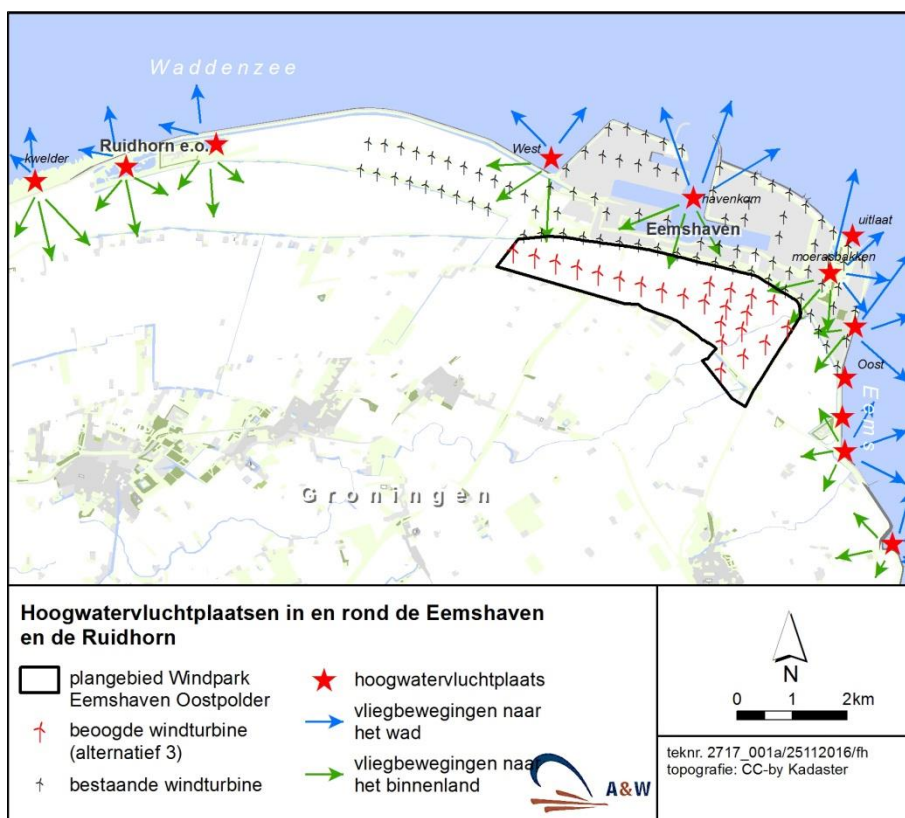 Waddenzee
kwelder
Ruidhorn e.o.
West
havenkom
Eemshaven
uitlaat
moerasbakken
Oost
Eems
Groningen
Hoogwatervluchtplaatsen in en rond de Eemshaven
en de Ruidhorn
plangebied Windpark
Eemshaven Oostpolder
beoogde windturbine
(alternatief 3)
bestaande windturbine
hoogwatervluchtplaats
vliegbewegingen naar
het wad
vliegbewegingen naar
het binnenland
A&W
N
0 1 2km
teknr. 2717_001a/25112016/fh
topografie: CC-by Kadaster